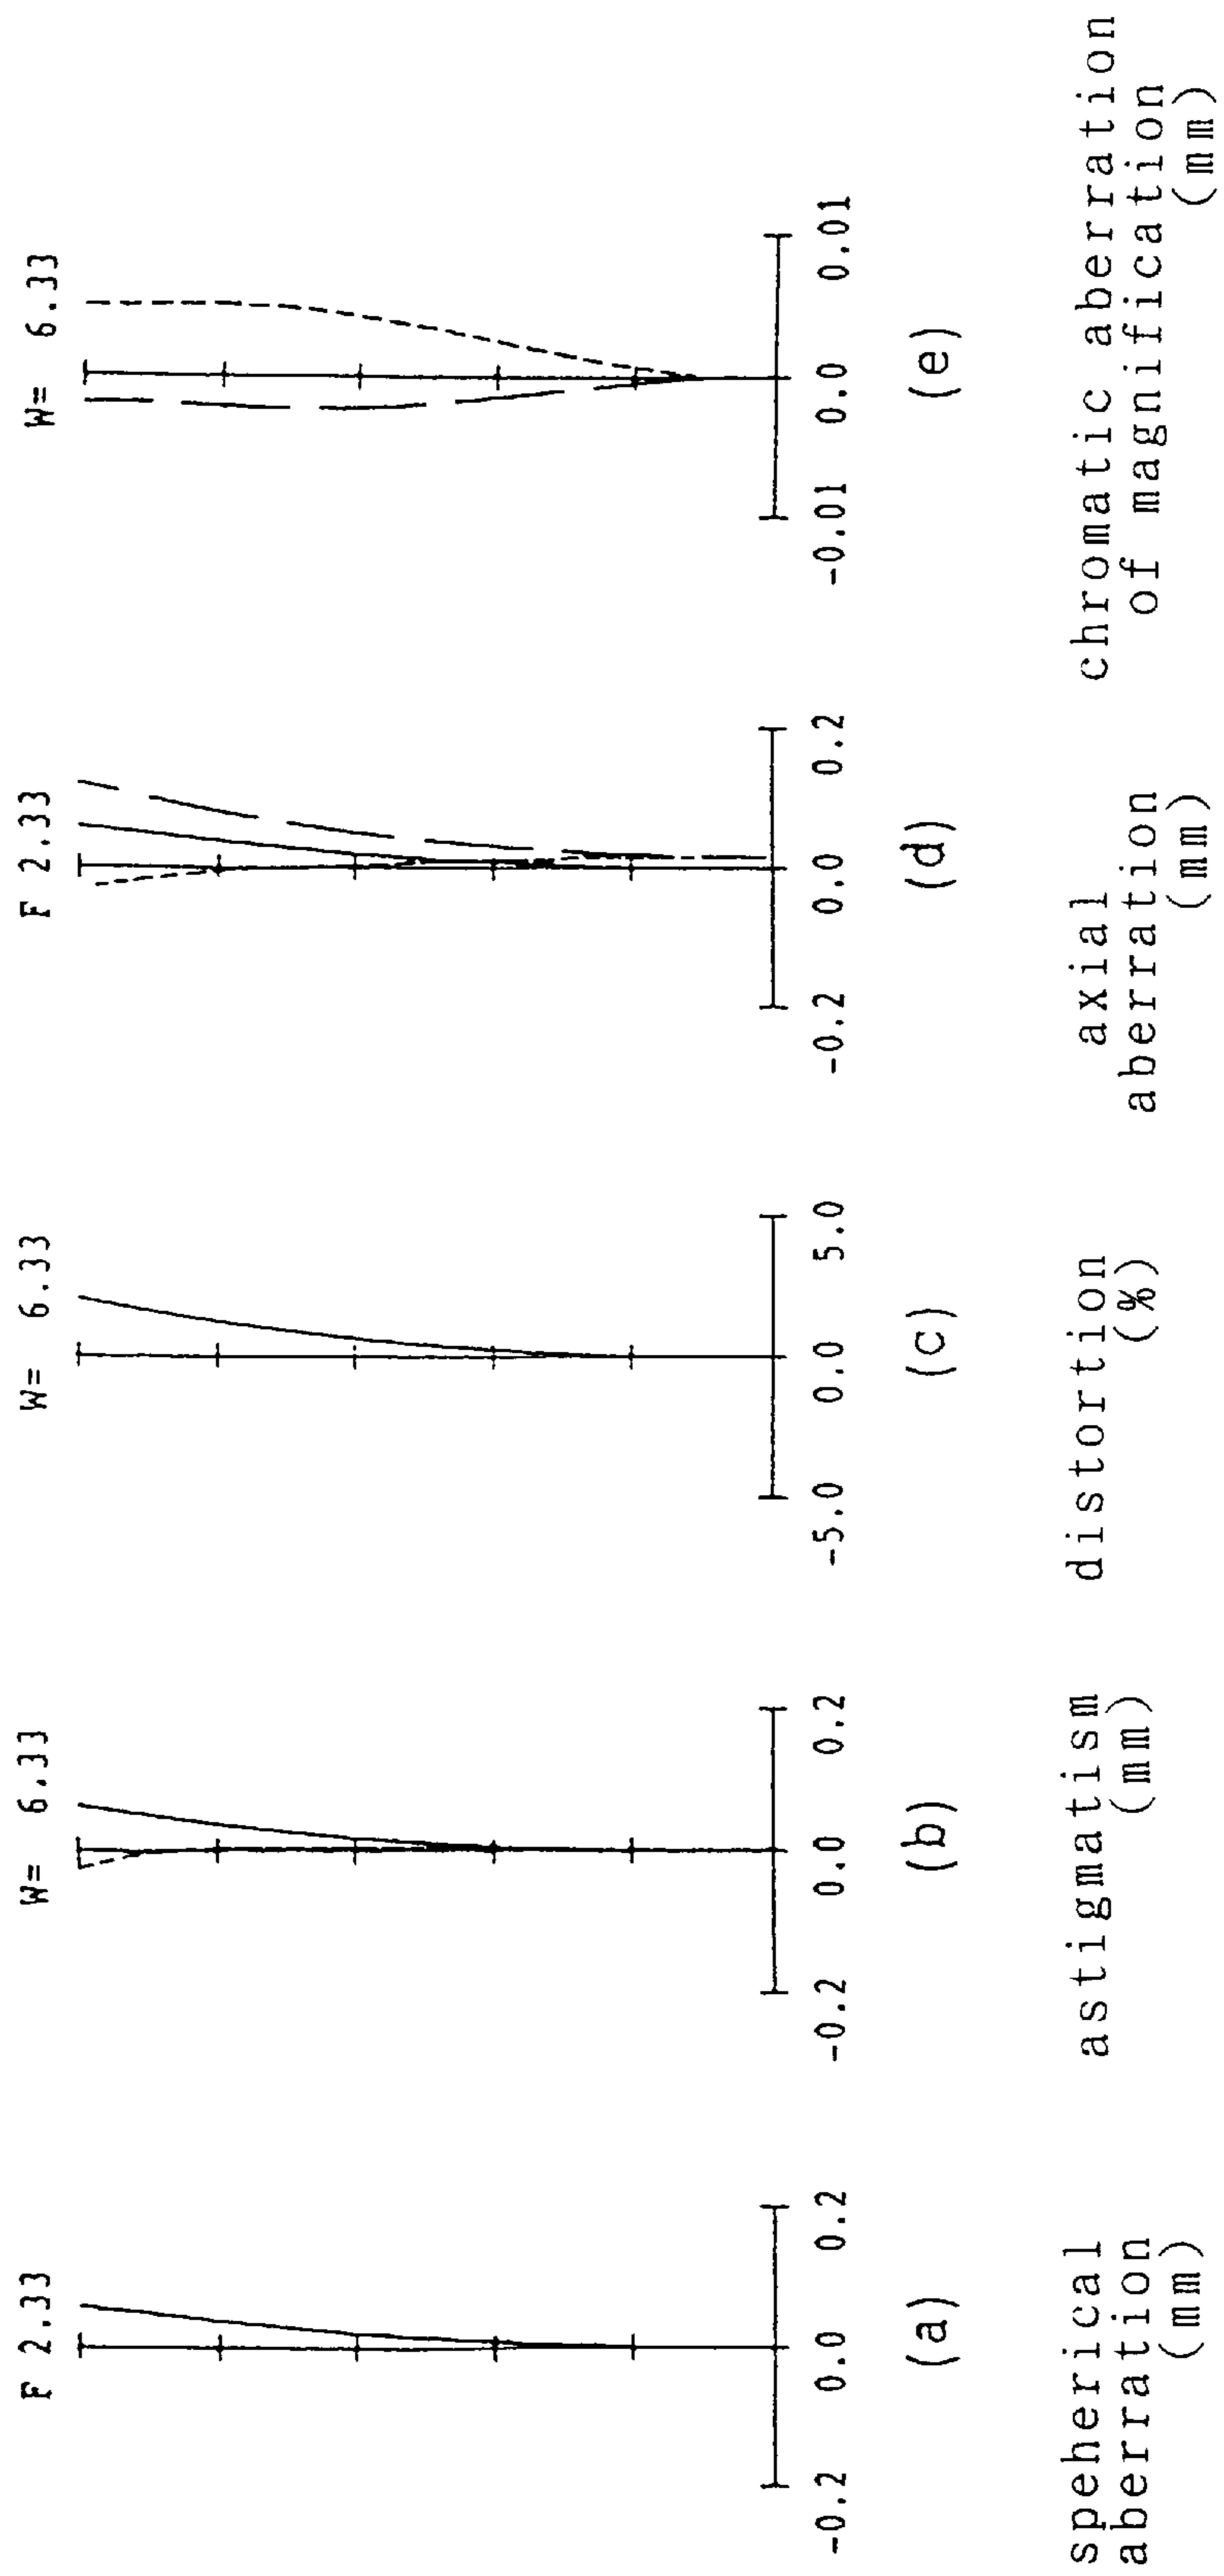 F 2.33
-0.2 0.0 0.2
(a)
speherical
aberration
(mm)
W= 6.33
-0.2 0.0 0.2
(b)
astigmatism
(mm)
W= 6.33
-5.0 0.0 5.0
(c)
distortion
(%)
F 2.33
-0.2 0.0 0.2
(d)
axial
aberration
(mm)
W= 6.33
-0.01 0.0 0.01
(e)
chromatic aberration
of magnification
(mm)